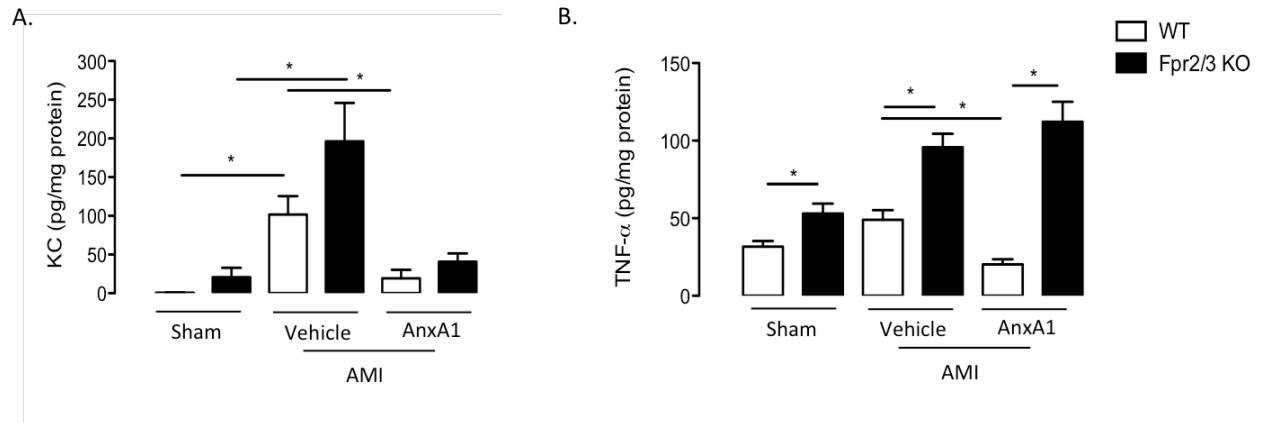 A.
KC (pg/mg protein)
300
250
200
150
100
50
0
*
*
*
Sham
Vehicle
AnxA1
AMI
B.
TNF-α (pg/mg protein)
150
100
50
0
*
*
*
*
Sham
Vehicle
AnxA1
AMI
WT
Fpr2/3 KO